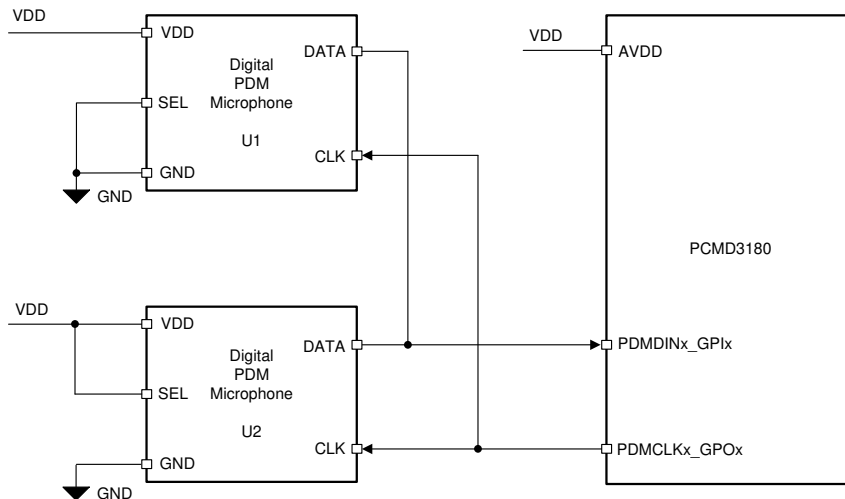 VDD
VDD
SEL
GND
GND
Digital
PDM
Microphone
U1
DATA
CLK
VDD
AVDD
PCMD3180
PDMDINx_GPIx
PDMCLKx_GPOx
VDD
VDD
SEL
GND
GND
Digital
PDM
Microphone
U2
DATA
CLK